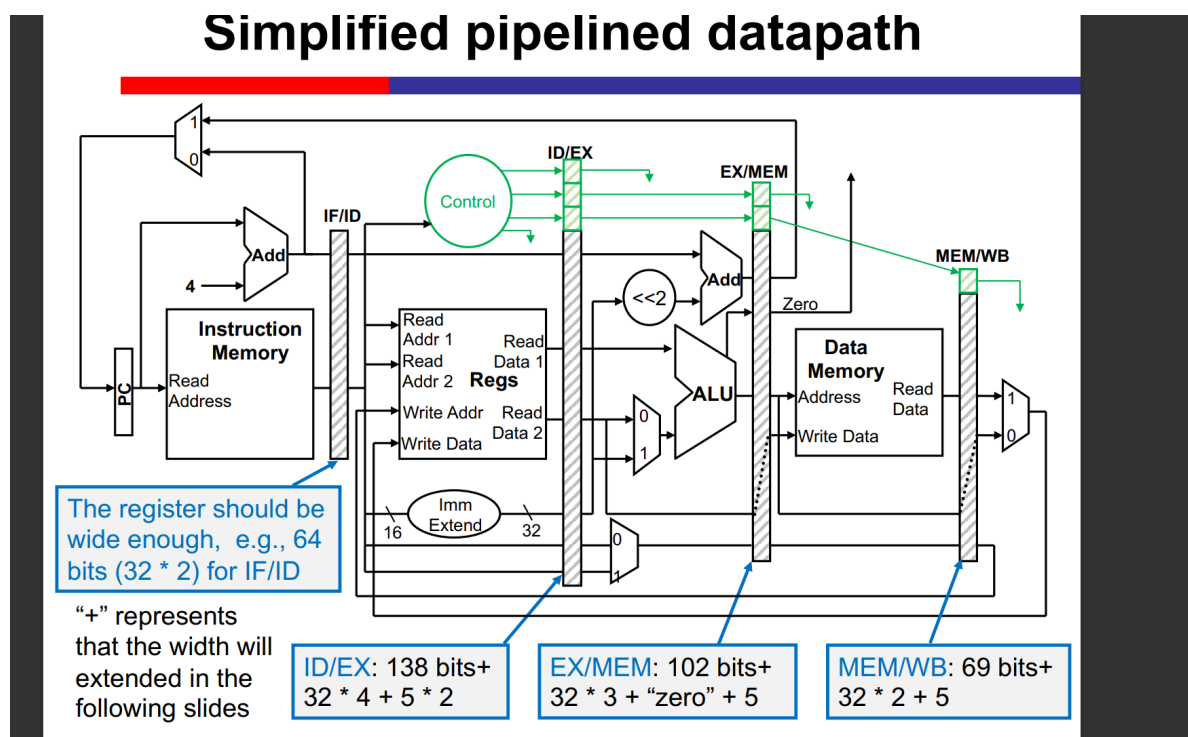 Simplified pipelined datapath
1
0
ID/EX
EX/MEM
Control
IF/ID
Add
4
MEM/WB
Add
<<2
Zero
Instruction
Memory
Read
Address
PC
Read
Addr 1
Read
Addr 2
Regs
Write Addr
Write Data
Read
Data 1
Read
Data 2
0
1
ALU
Data
Memory
Address
Write Data
Read
Data
1
0
Imm
Extend
16
32
0
1
The register should be
wide enough, e.g., 64
bits (32 * 2) for IF/ID
“+” represents
that the width will
extended in the
following slides
ID/EX: 138 bits+
32 * 4 + 5 * 2
EX/MEM: 102 bits+
32 * 3 + “zero” + 5
MEM/WB: 69 bits+
32 * 2 + 5